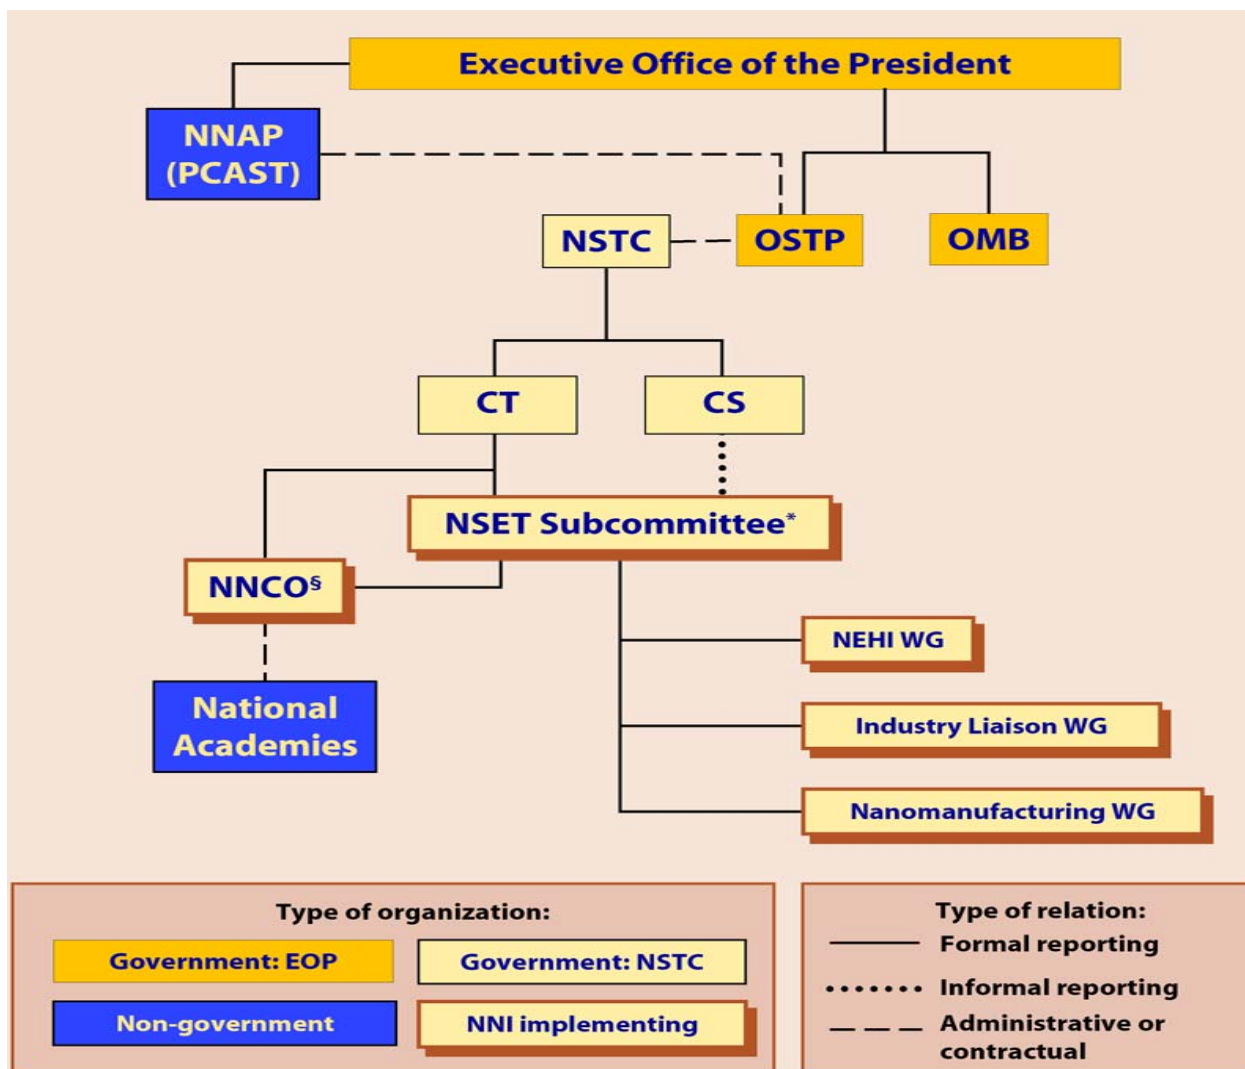 Executive Office of the President
NNAP
(PCAST)
NSTC
OSTP
OMB
CT
CS
NSET Subcommittee*
NNCO§
NEHI WG
National
Academies
Industry Liaison WG
Nanomanufacturing WG
Type of organization:
Government: EOP
Government: NSTC
Non-government
NNI implementing
Type of relation:
Formal reporting
Informal reporting
Administrative or
contractual